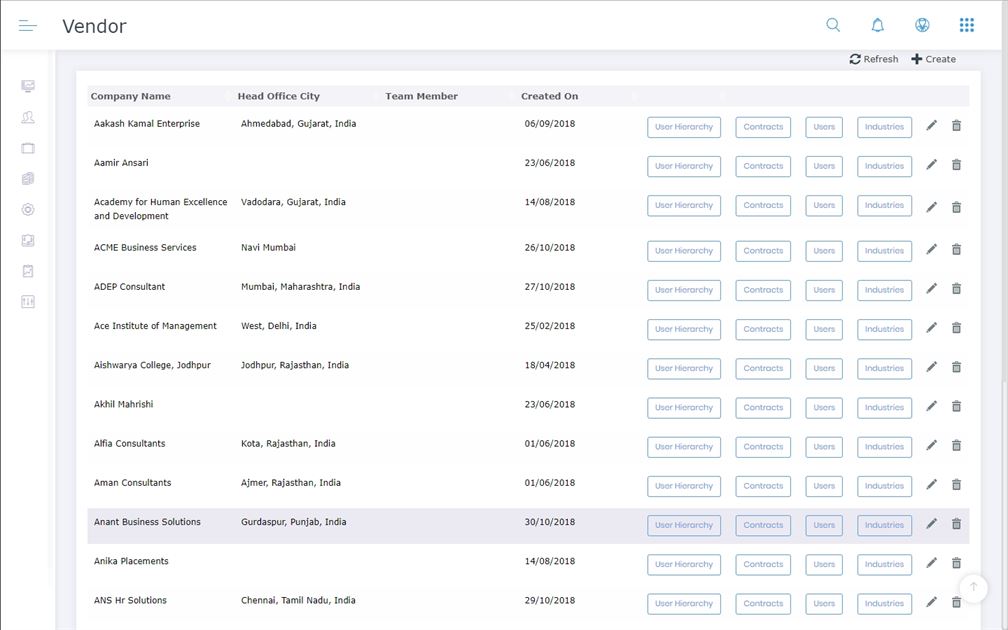 Vendor
Refresh Create
Company Name Head Office City Team Member Created On
Aakash Kamal Enterprise Ahmedabad, Gujarat, India 06/09/2018 User Hierarchy Contracts Users Industries
Aamir Ansari 23/06/2018 User Hierarchy Contracts Users Industries
Academy for Human Excellence Vadodara, Gujarat, India 14/08/2018 User Hierarchy Contracts Users Industries
and Development
ACME Business Services Navi Mumbai 26/10/2018 User Hierarchy Contracts Users Industries
ADEP Consultant Mumbai, Maharashtra, India 27/10/2018 User Hierarchy Contracts Users Industries
Ace Institute of Management West, Delhi, India 25/02/2018 User Hierarchy Contracts Users Industries
Aishwarya College, Jodhpur Jodhpur, Rajasthan, India 18/04/2018 User Hierarchy Contracts Users Industries
Akhil Mahrishi 23/06/2018 User Hierarchy Contracts Users Industries
Alfia Consultants Kota, Rajasthan, India 01/06/2018 User Hierarchy Contracts Users Industries
Aman Consultants Ajmer, Rajasthan, India 01/06/2018 User Hierarchy Contracts Users Industries
Anant Business Solutions Gurdaspur, Punjab, India 30/10/2018 User Hierarchy Contracts Users Industries
Anika Placements 14/08/2018 User Hierarchy Contracts Users Industries
ANS Hr Solutions Chennai, Tamil Nadu, India 29/10/2018 User Hierarchy Contracts Users Industries